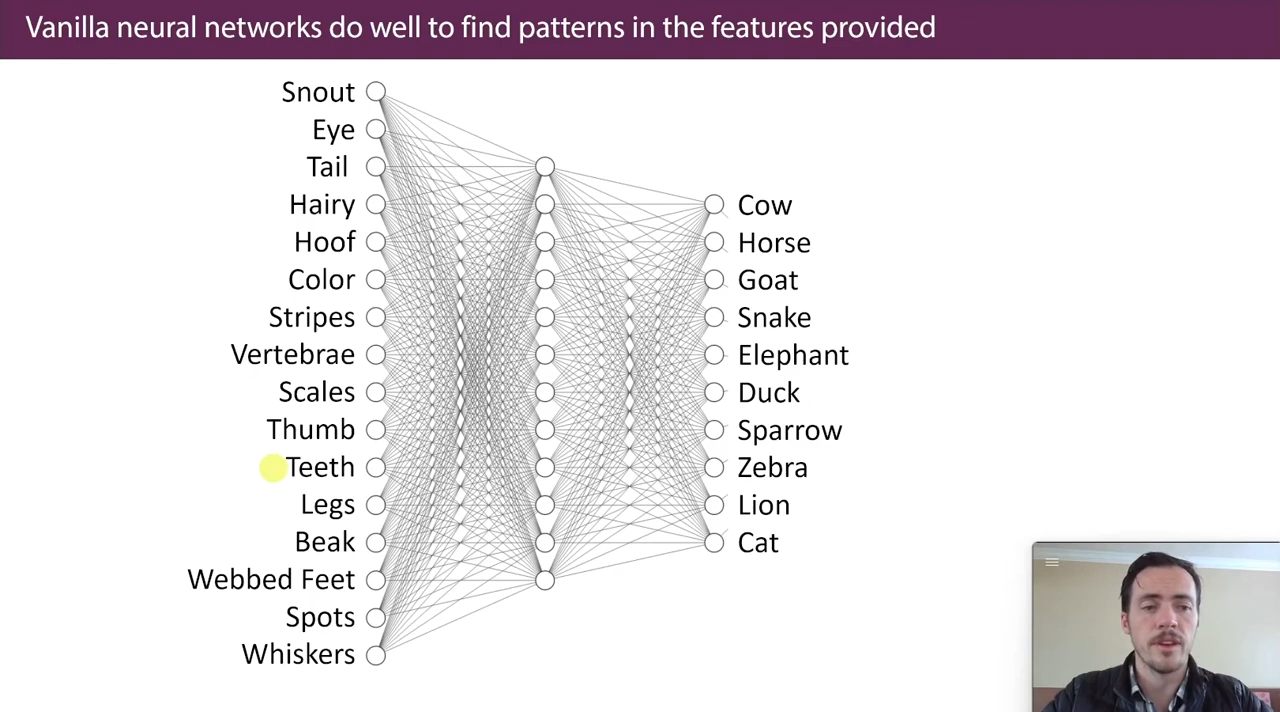 Vanilla neural networks do well to find patterns in the features provided
Snout
Eye
Tail
Hairy
Hoof
Color
Stripes
Vertebrae
Scales
Thumb
Teeth
Legs
Beak
Webbed Feet
Spots
Whiskers
Cow
Horse
Goat
Snake
Elephant
Duck
Sparrow
Zebra
Lion
Cat